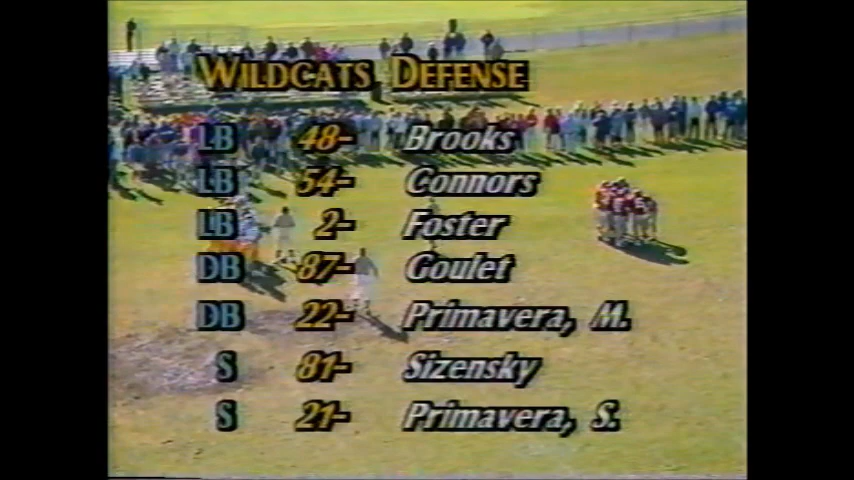 Wildcats Defense
LB 48- Brooks
LB 54- Connors
LB 2- Foster
DB 87- Goulet
DB 22- Primavera, M.
S 81- Sizensky
S 21- Primavera, S.